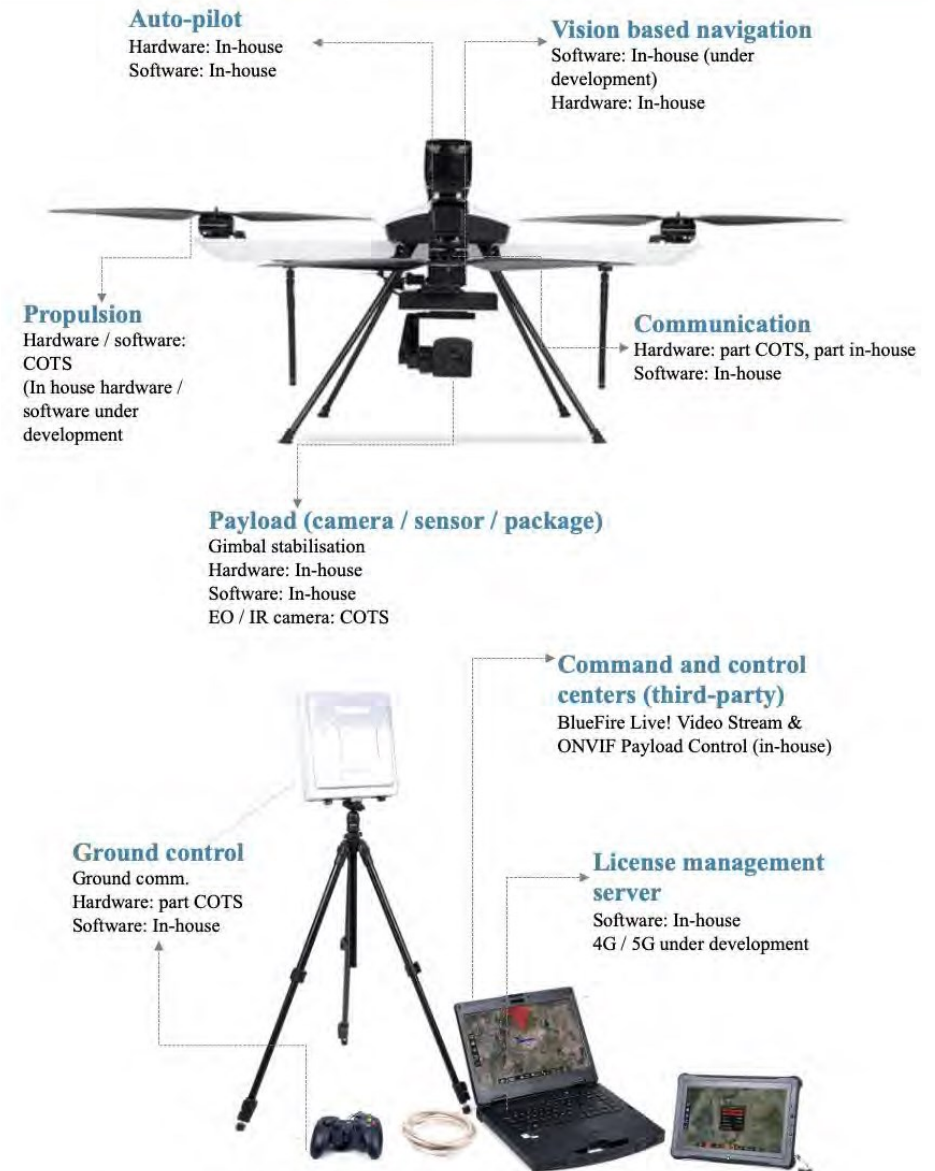 Auto-pilot
Hardware: In-house
Software: In-house
Vision based navigation
Software: In-house (under
development)
Hardware: In-house
Propulsion
Hardware / software:
COTS
(In house hardware /
software under
development
Communication
Hardware: part COTS, part in-house
Software: In-house
Payload (camera / sensor / package)
Gimbal stabilisation
Hardware: In-house
Software: In-house
EO / IR camera: COTS
Command and control
centers (third-party)
BlueFire Live! Video Stream &
ONVIF Payload Control (in-house)
Ground control
Ground comm.
Hardware: part COTS
Software: In-house
License management
server
Software: In-house
4G / 5G under development